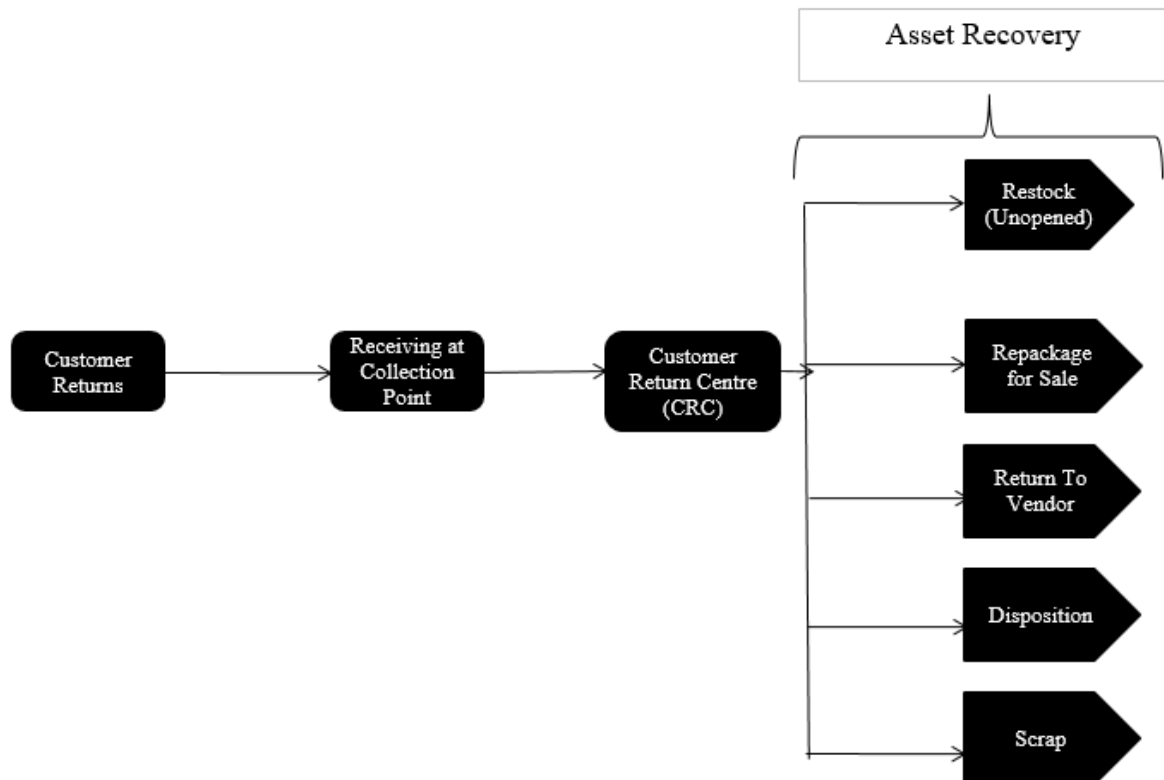 Asset Recovery
Restock
(Unopened)
Customer
Returns
Receiving at
Collection
Point
Customer
Return Centre
(CRC)
Repackage
for Sale
Return To
Vendor
Disposition
Scrap